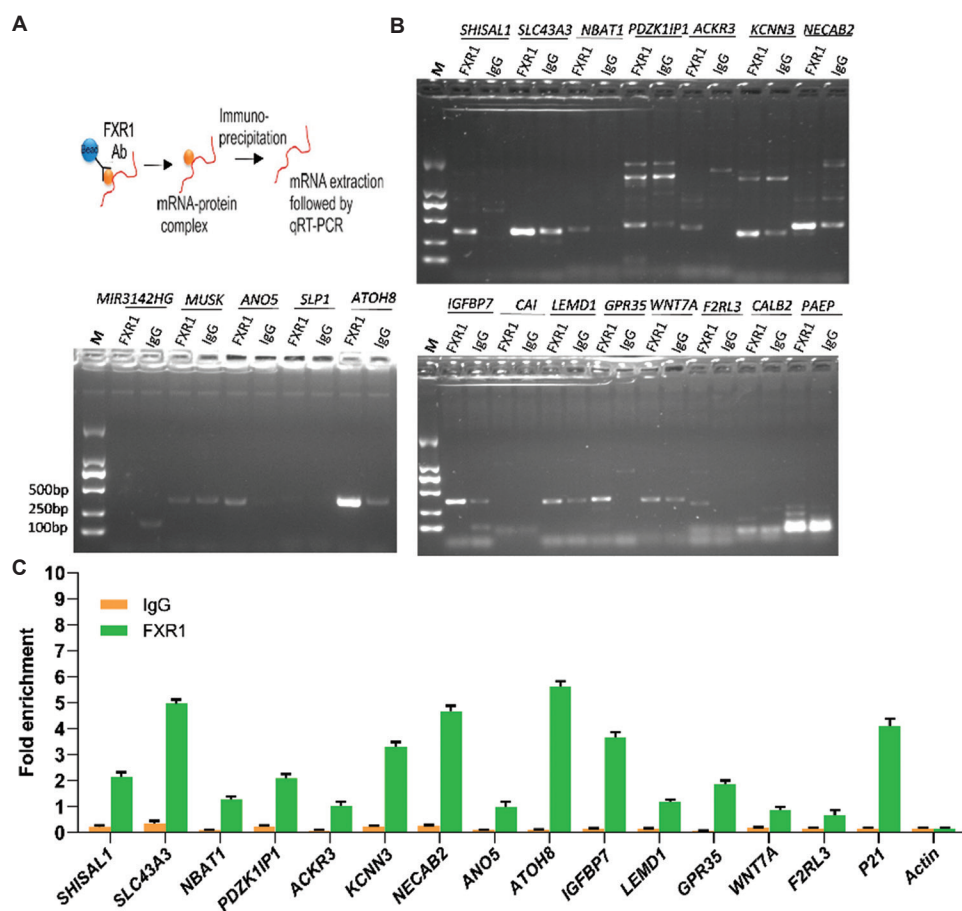 A
Bead
FXR1
Ab
Immuno-
precipitation
mRNA-protein
complex
mRNA extraction
followed by
qRT-PCR
B
SHISAL1 SLC43A3 NBAT1 PDZK1IP1 ACKR3 KCNN3 NECAB2
M FXR1 IgG FXR1 IgG FXR1 IgG FXR1 IgG FXR1 IgG FXR1 IgG FXR1 IgG
MIR3142HG MUSK ANO5 SLP1 ATOH8
M FXR1 IgG FXR1 IgG FXR1 IgG FXR1 IgG FXR1 IgG
500bp
250bp
100bp
IGFBP7 CAI LEMD1 GPR35 WNT7A F2RL3 CALB2 PAEP
M FXR1 IgG FXR1 IgG FXR1 IgG FXR1 IgG FXR1 IgG FXR1 IgG FXR1 IgG FXR1 IgG
C
Fold enrichment
10
9
8
7
6
5
4
3
2
1
0
IgG
FXR1
SHISAL1 SLC43A3 NBAT1 PDZK1IP1 ACKR3 KCNN3 NECAB2 ANO5 ATOH8 IGFBP7 LEMD1 GPR35 WNT7A F2RL3 P21 Actin